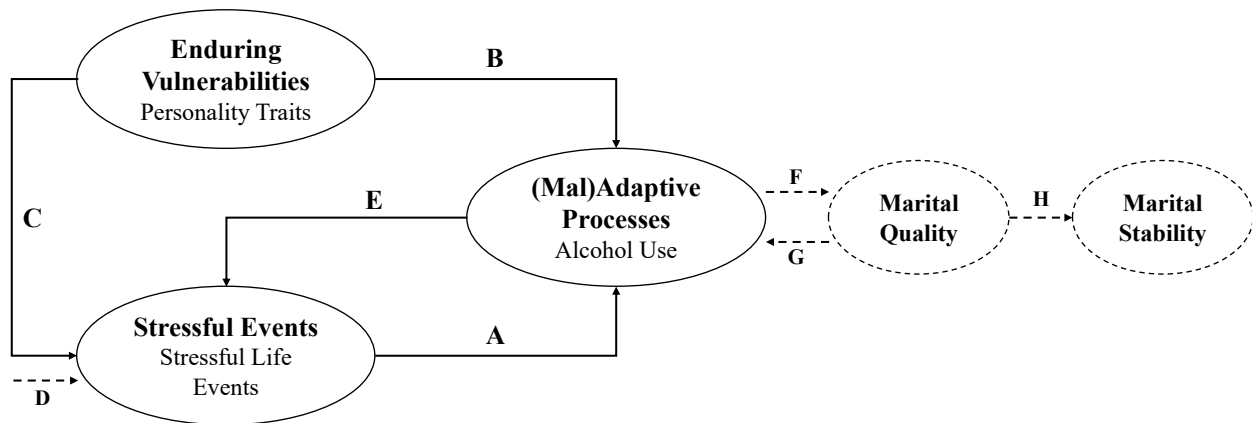 Enduring
Vulnerabilities
Personality Traits
B
C
E
(Mal)Adaptive
Processes
Alcohol Use
F
G
Marital
Quality
H
Marital
Stability
Stressful Events
Stressful Life
Events
A
D